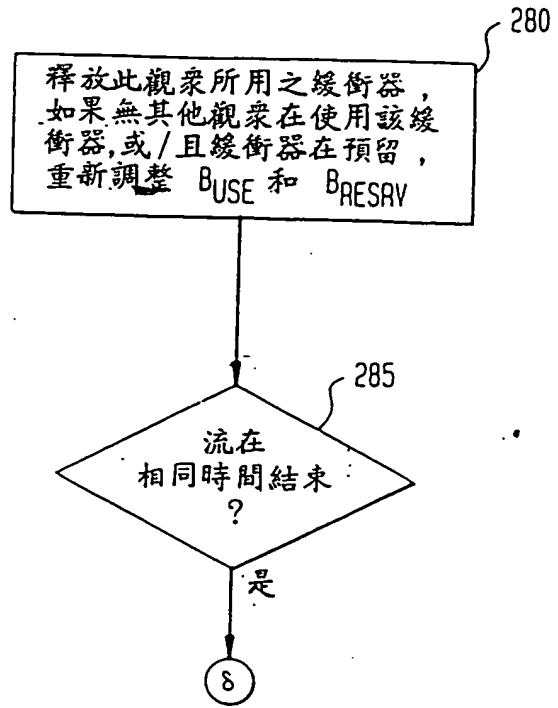 280
釋放此觀衆所用之緩衝器，
如果無其他觀衆在使用該緩
衝器，或/且緩衝器在預留，
重新調整 BUSE 和 BRESRV
285
流在
相同時間結束
?
是
δ